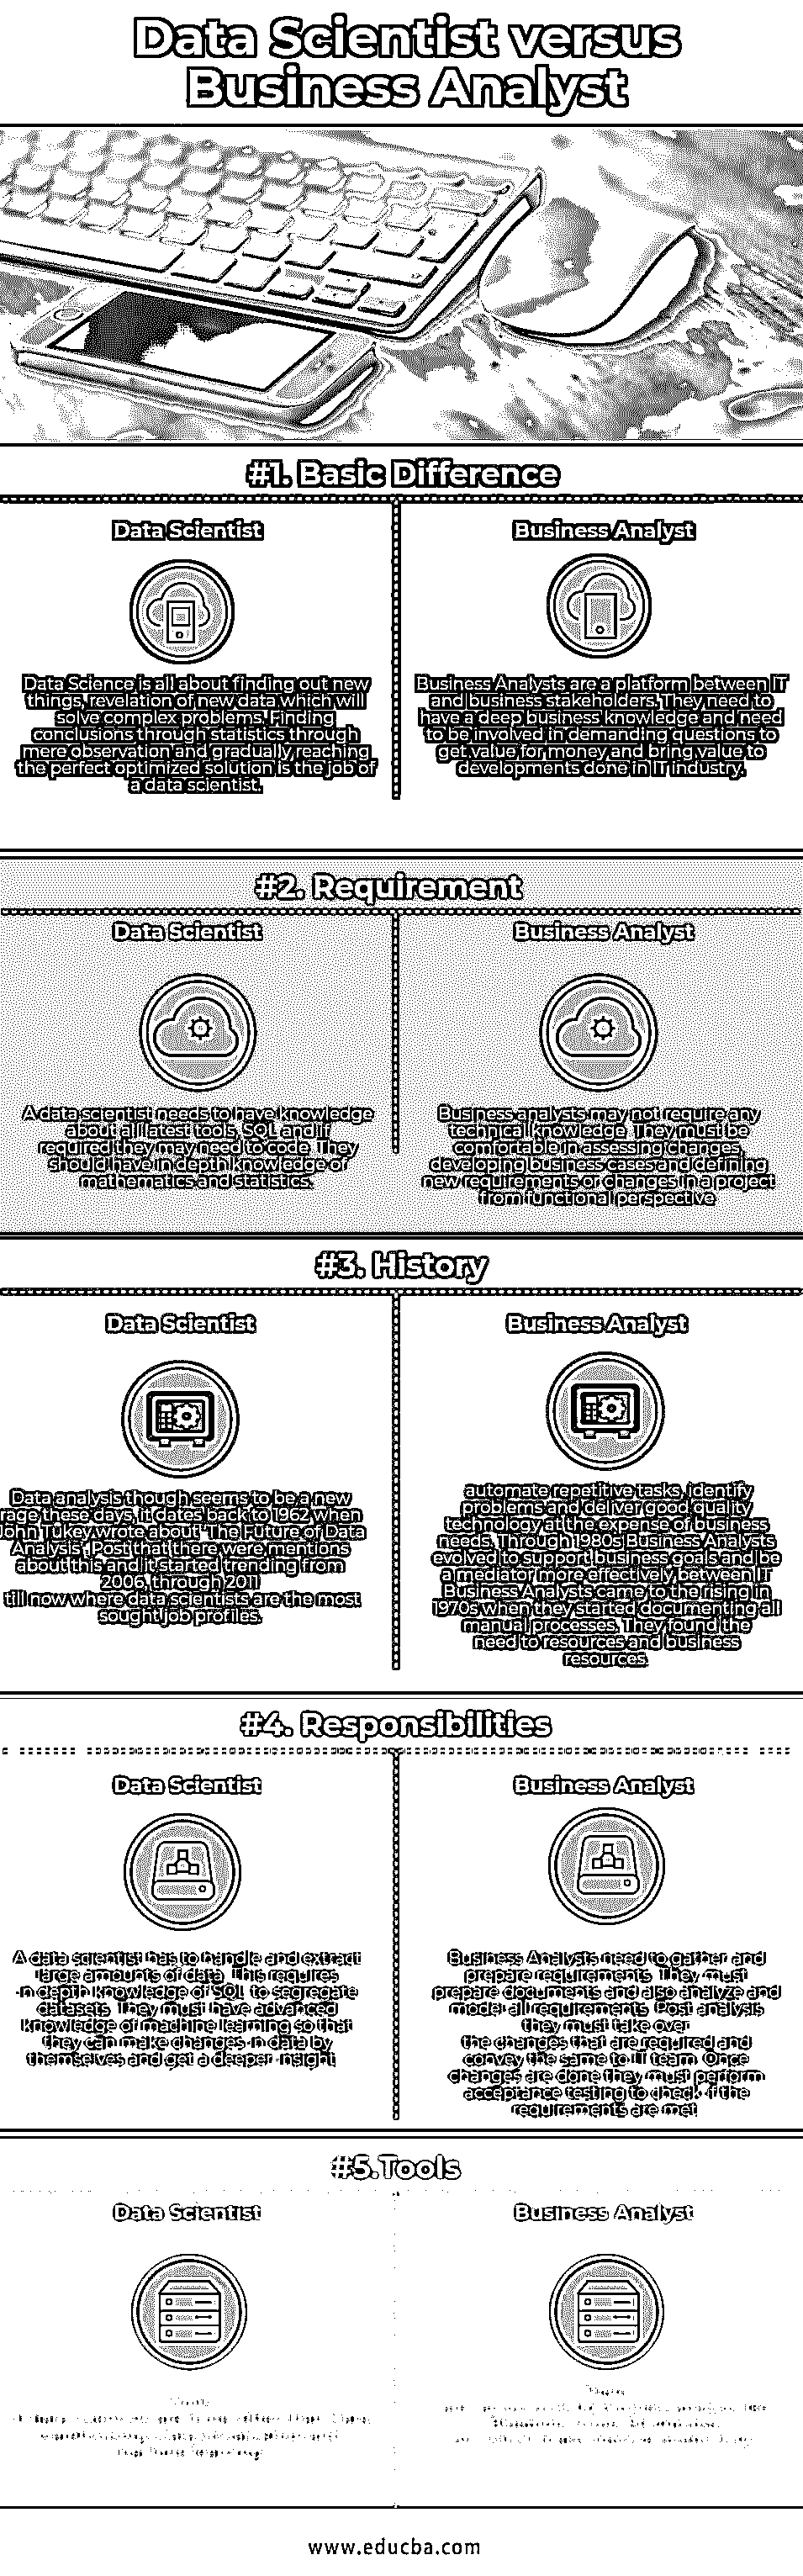 Data Scientist versus
Business Analyst
#1. Basic Difference
Data Scientist
Data Science is all about finding out new
things, revelation of new data which will
solve complex problems. Finding
conclusions through statistics through
mere observation and gradually reaching
the perfect optimized solution is the job of
a data scientist.
Business Analyst
Business Analysts are a platform between IT
and business stakeholders. They need to
have a deep business knowledge and need
to be involved in demanding questions to
get value for money and bring value to
developments done in IT industry.
#2. Requirement
Data Scientist
A data scientist needs to have knowledge
about all latest tools, SQL and if
required they may need to code. They
should have in depth knowledge of
mathematics and statistics.
Business Analyst
Business analysts may not require any
technical knowledge. They must be
comfortable in assessing changes,
developing business cases and defining
new requirements or changes in a project
from functional perspective
#3. History
Data Scientist
Data analysis though seems to be a new
rage these days, it dates back to 1962 when
John Tukey wrote about "The Future of Data
Analysis". Post that there were mentions
about this and it started trending from
2006, through 2011
till now where data scientists are the most
sought job profiles.
Business Analyst
automate repetitive tasks, identify
problems and deliver good quality
technology at the expense of business
needs. Through 1980s Business Analysts
evolved to support business goals and be
a mediator more effectively between IT
Business Analysts came to the rising in
1970s when they started documenting all
manual processes. They found the
need to resources and business
resources.
#4. Responsibilities
Data Scientist
A data scientist has to handle and extract
large amounts of data. This requires
in depth knowledge of SQL to segregate
datasets. They must have advanced
knowledge of machine learning so that
they can make changes in data by
themselves and get a deeper insight
Business Analyst
Business Analysts need to gather and
prepare requirements. They must
prepare documents and also analyze and
model all requirements. Post analysis
they must take over
the changes that are required and
convey the same to IT team. Once
changes are done they must perform
acceptance testing to check if the
requirements are met
#5.Tools
Data Scientist
Business Analyst
www.educba.com